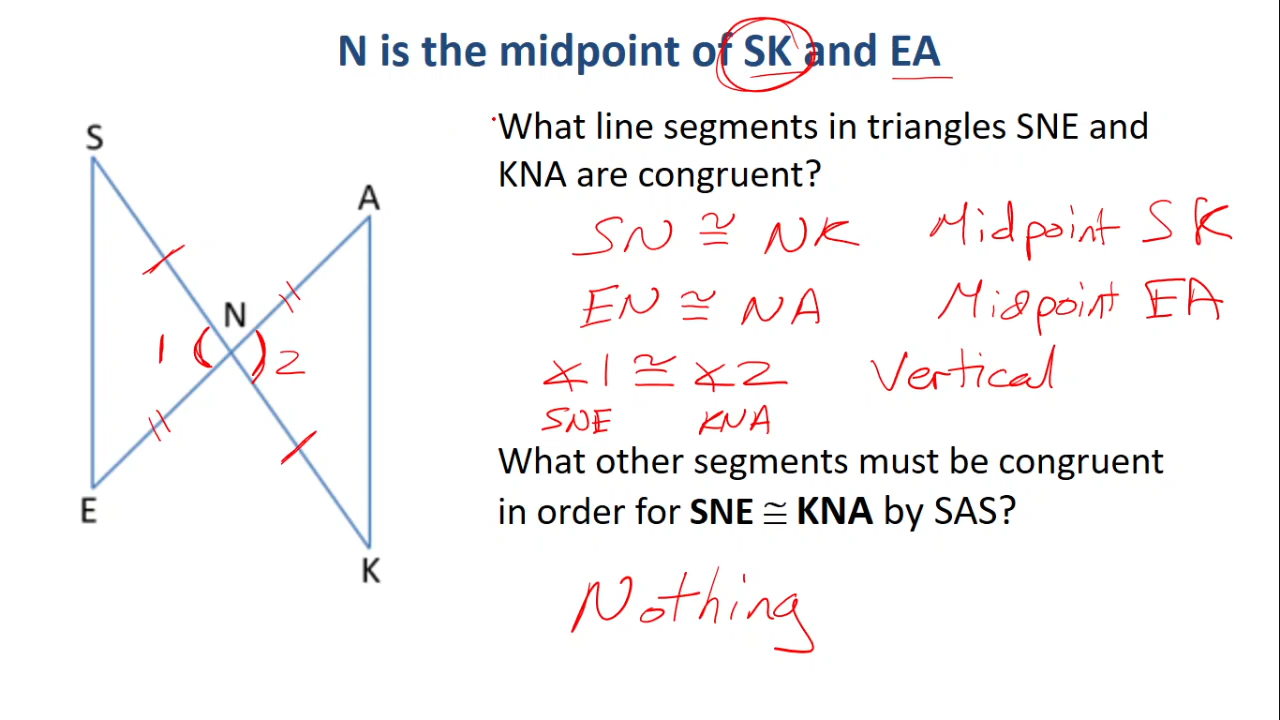 N is the midpoint of SK and EA
S
A
N
1
2
E
K
What line segments in triangles SNE and
KNA are congruent?
SN ≅ NK Midpoint SK
EN ≅ NA Midpoint EA
∡1 ≅ ∡2 Vertical
SNE KNA
What other segments must be congruent
in order for SNE ≅ KNA by SAS?
Nothing